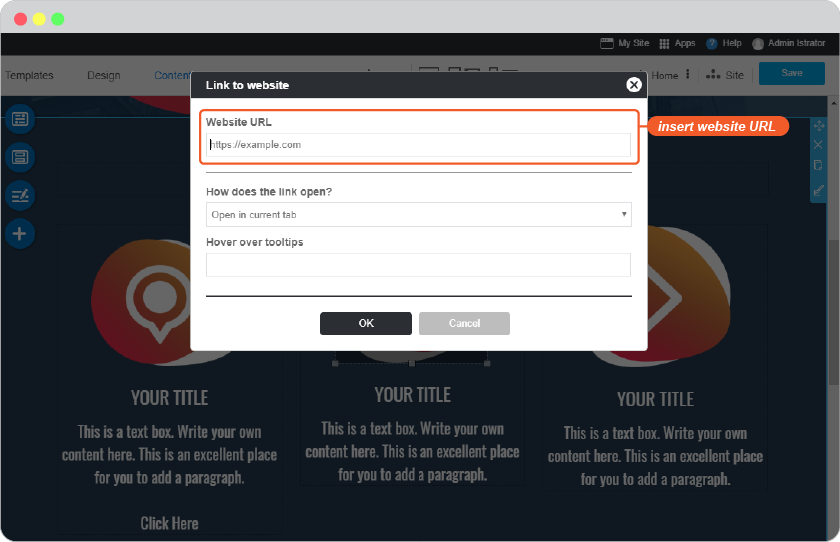 My Site Apps Help Admin Istrator
Templates Design Conten Home Site Save
Link to website
Website URL
https://example.com
insert website URL
How does the link open?
Open in current tab
Hover over tooltips
OK Cancel
YOUR TITLE
This is a text box. Write your own
content here. This is an excellent place
for you to add a paragraph.
Click Here
YOUR TITLE
This is a text box. Write your own
content here. This is an excellent place
for you to add a paragraph.
YOUR TITLE
This is a text box. Write your own
content here. This is an excellent place
for you to add a paragraph.